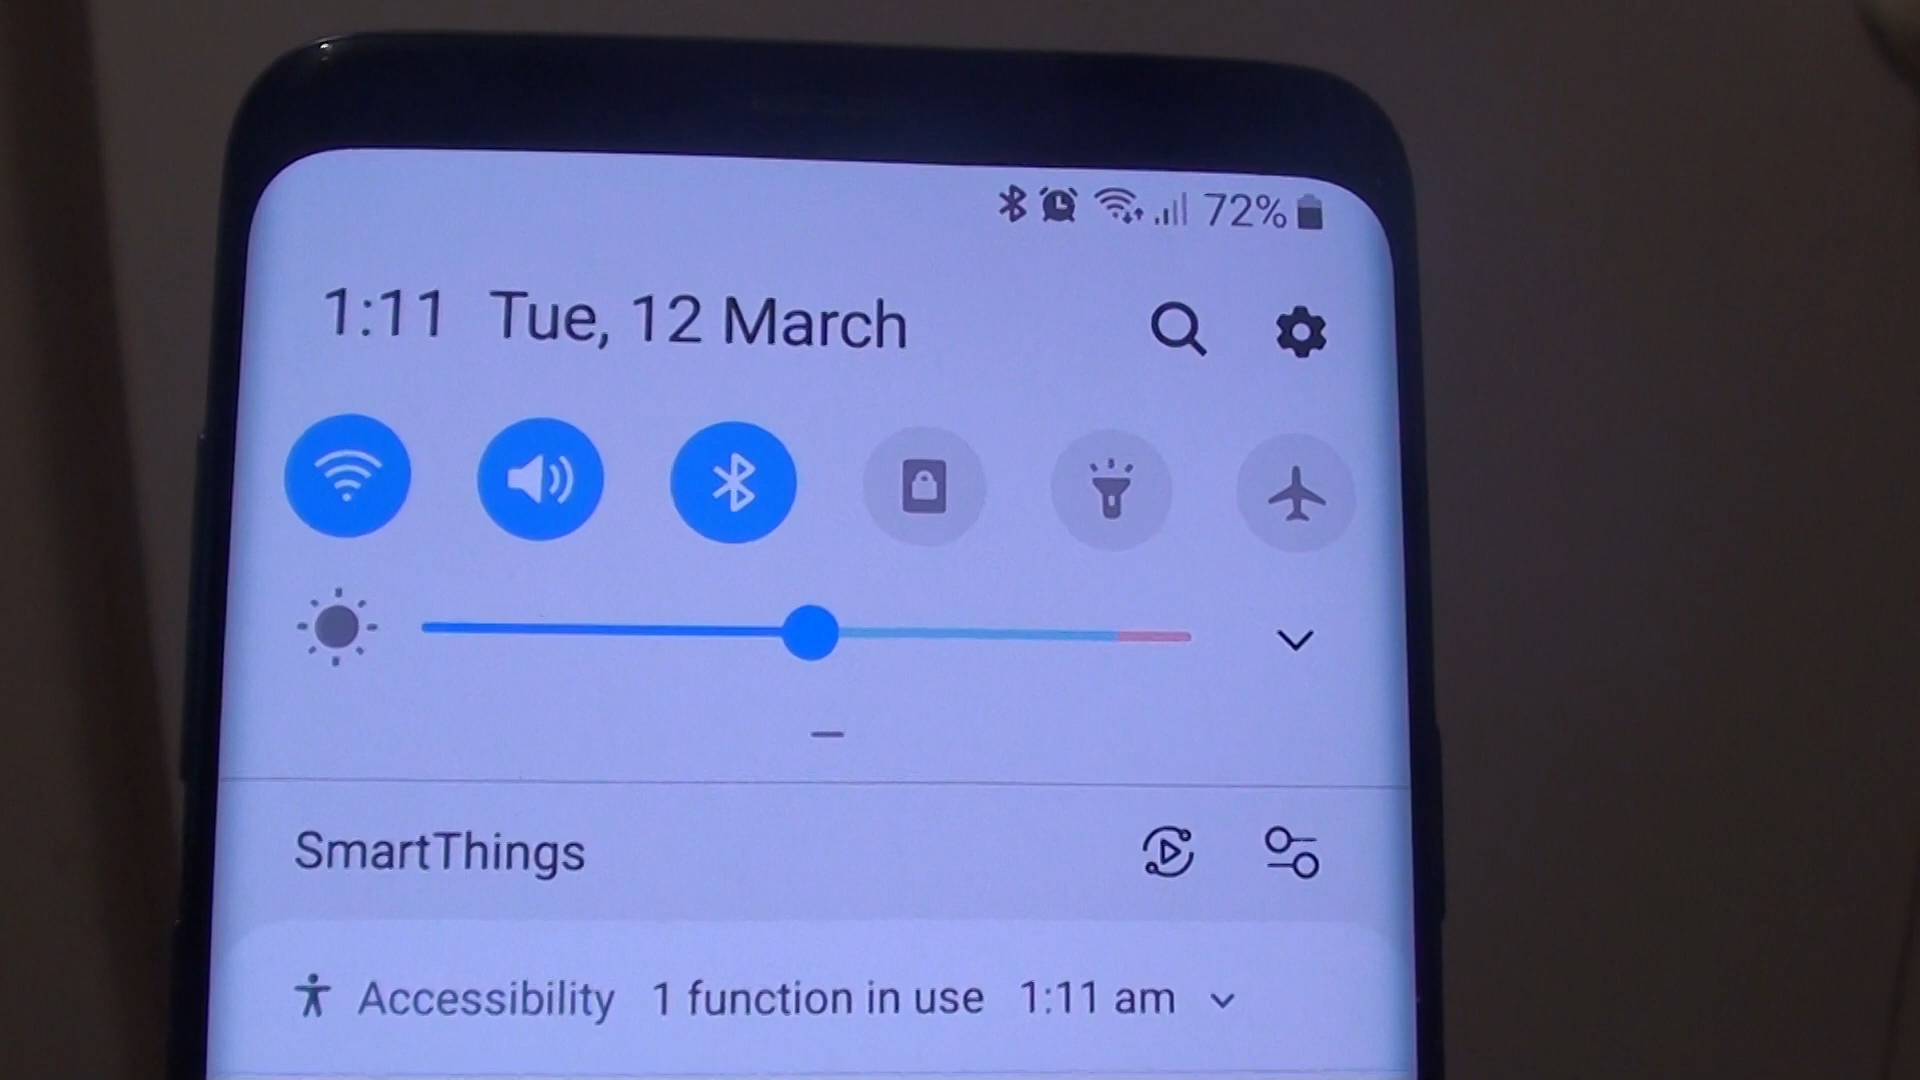 72%
1:11 Tue, 12 March
SmartThings
Accessibility 1 function in use 1:11 am